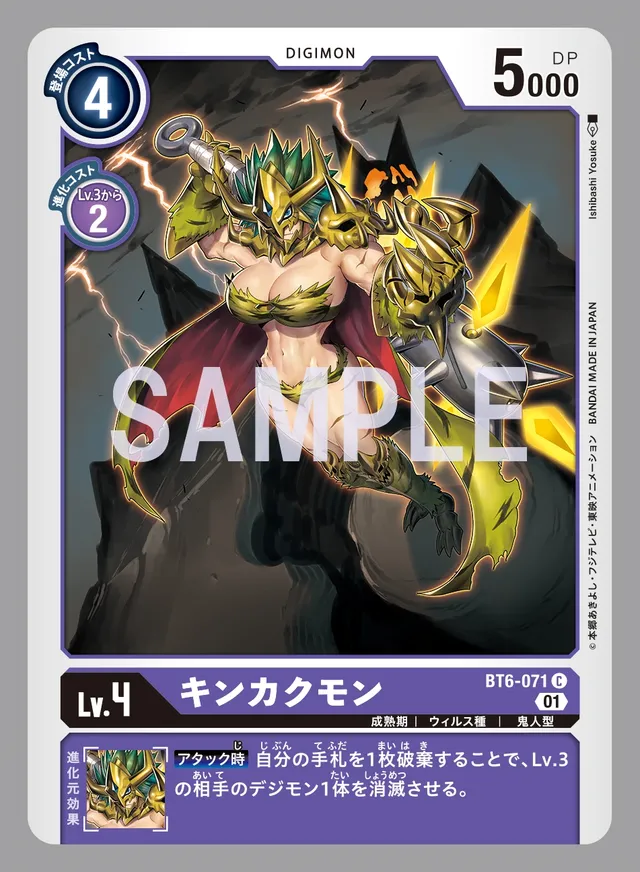 DIGIMON
登場コスト
4
5000
DP
進化コスト
Lv.3から
2
Ishibashi Yosuke
BANDAI MADE IN JAPAN
© 本郷あきよし・フジテレビ・東映アニメーション
SAMPLE
Lv.4
キンカクモン
BT6-071 C
01
成熟期 | ウィルス種 | 鬼人型
進化元効果
アタック時 自分の手札を1枚破棄することで、Lv.3
の相手のデジモン1体を消滅させる。